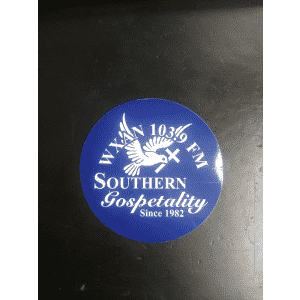 WXAN 103.9 FM
SOUTHERN
Gospetality
Since 1982